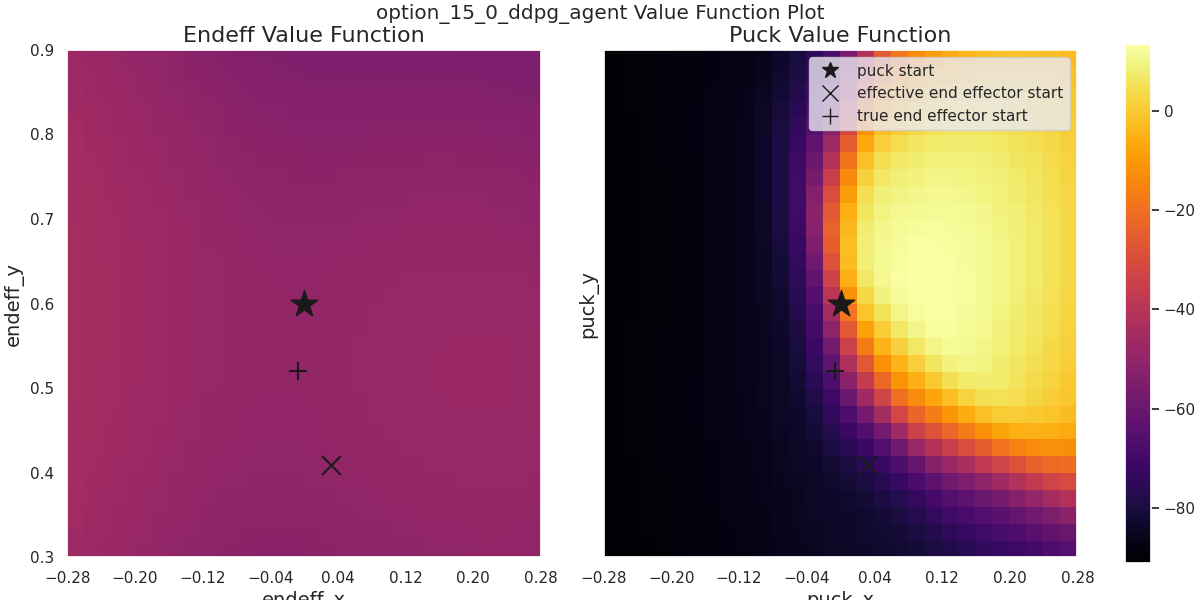 option_15_0_ddpg_agent Value Function Plot
Endeff Value Function
Puck Value Function
puck start
effective end effector start
true end effector start
endeff_y
0.9
0.8
0.7
0.6
0.5
0.4
0.3
−0.28 −0.20 −0.12 −0.04 0.04 0.12 0.20 0.28
endeff_x
puck_y
−0.28 −0.20 −0.12 −0.04 0.04 0.12 0.20 0.28
puck_x
0
−20
−40
−60
−80